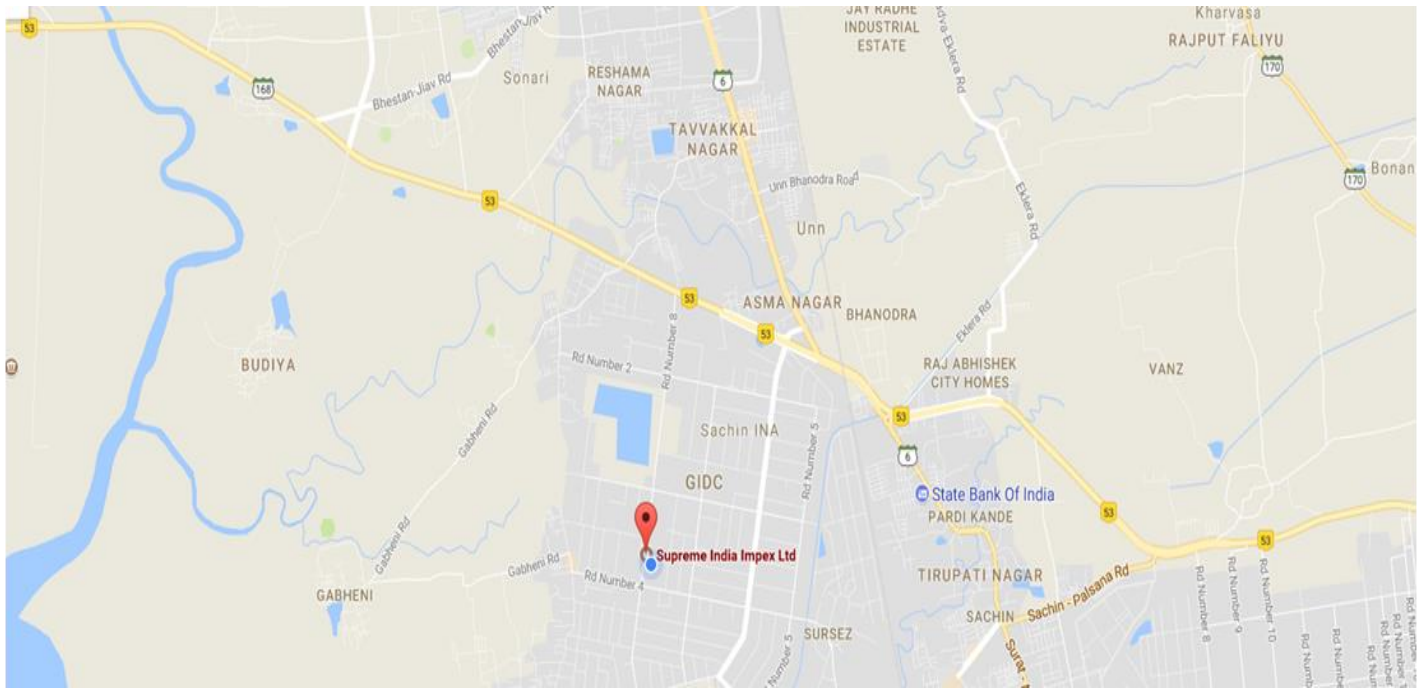 53
JAY RADHE
INDUSTRIAL
ESTATE
Kharvasa
RAJPUT FALIYU
170
168
Bhestan-Jiav Rd
Sonari
RESHAMA
NAGAR
6
Bhestan-Jiav Rd
TAVVAKKAL
NAGAR
170
Bonan
Unn Bhanodra Road
53
Eklera Rd
Unn
53
ASMA NAGAR
BHANODRA
53
Eklera Rd
Rd Number 8
BUDIYA
Rd Number 2
RAJ ABHISHEK
CITY HOMES
VANZ
53
Gabheni Rd
Sachin INA
Rd Number 5
6
GIDC
State Bank Of India
PARDI KANDE
53
Gabheni Rd
53
Supreme India Impex Ltd
Gabheni Rd
Rd Number 4
TIRUPATI NAGAR
GABHENI
SACHIN
Sachin - Palsana Rd
SURSEZ
Rd Number 8
Rd Number 9
Rd Number 10
Number 5
Surat -